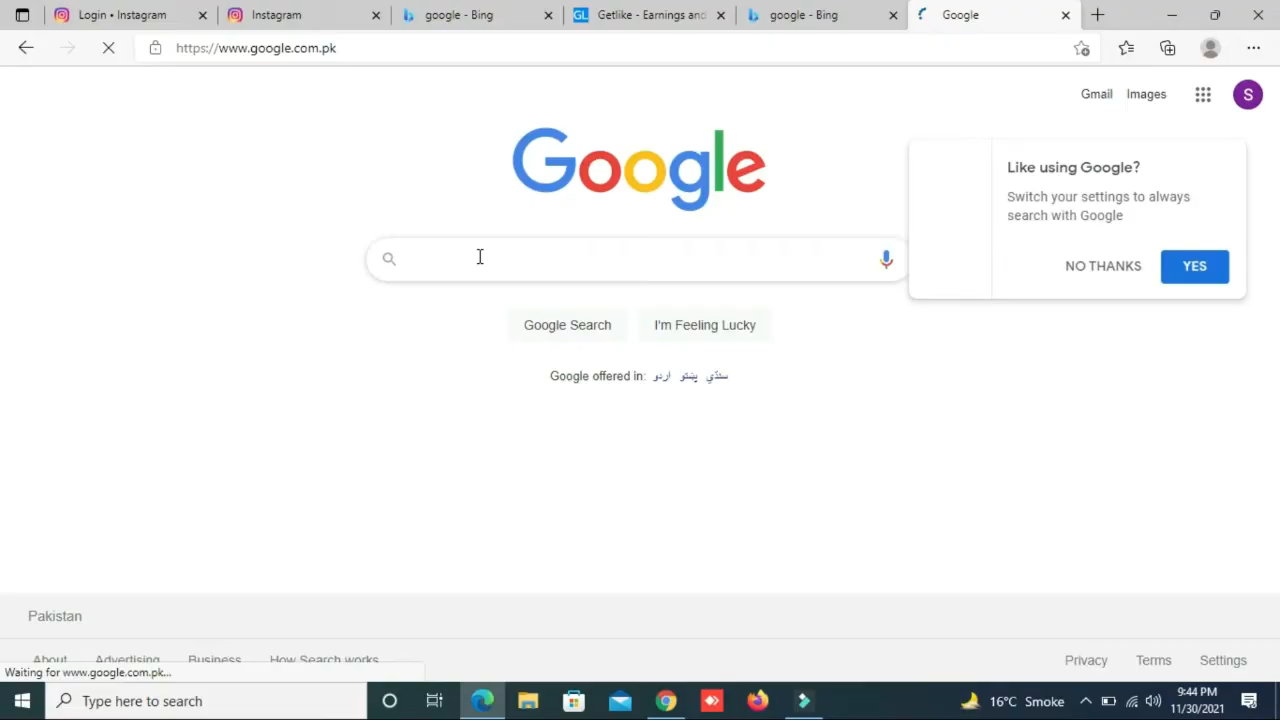 Login • Instagram
Instagram
google - Bing
GL
Getlike - Earnings and
google - Bing
Google
https://www.google.com.pk
Gmail
Images
S
Google
Like using Google?
Switch your settings to always
search with Google
NO THANKS
YES
Google Search
I'm Feeling Lucky
Google offered in: اردو پښتو سنڌي
Pakistan
About
Advertising
Business
How Search works
Privacy
Terms
Settings
Waiting for www.google.com.pk...
Type here to search
16°C Smoke
9:44 PM
11/30/2021